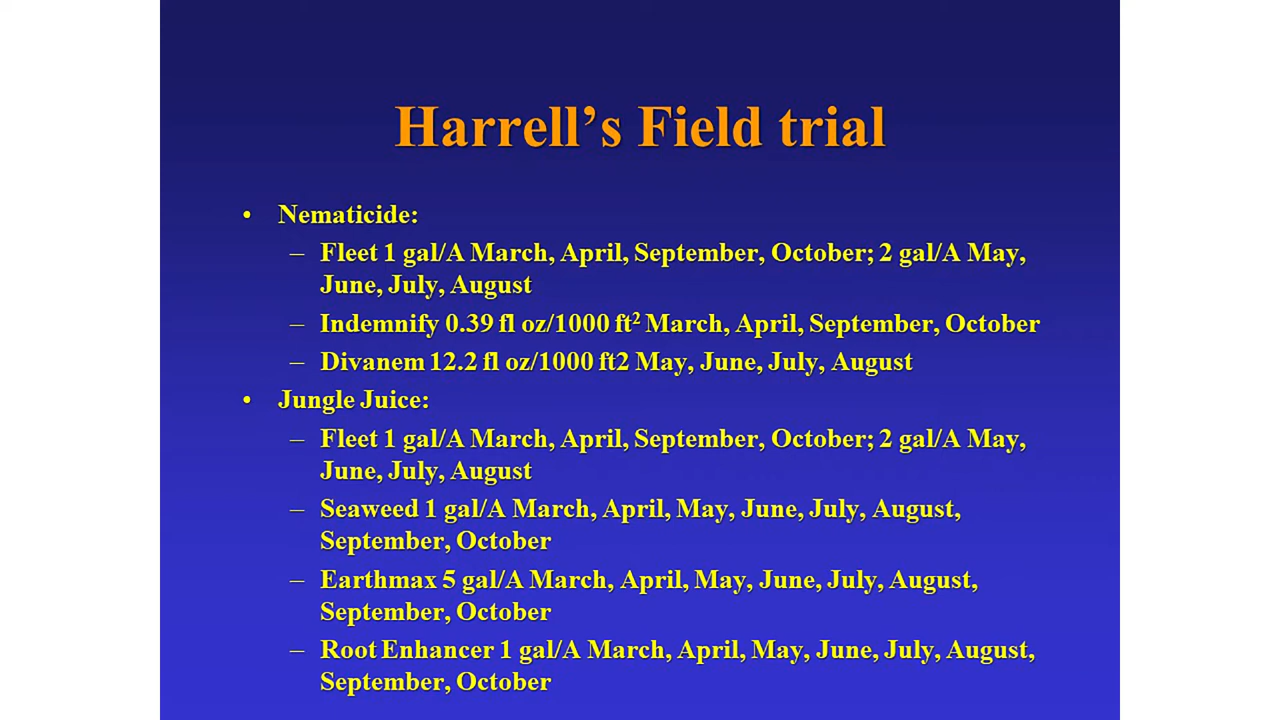 Harrell’s Field trial
• Nematicide:
– Fleet 1 gal/A March, April, September, October; 2 gal/A May,
June, July, August
– Indemnify 0.39 fl oz/1000 ft² March, April, September, October
– Divanem 12.2 fl oz/1000 ft2 May, June, July, August
• Jungle Juice:
– Fleet 1 gal/A March, April, September, October; 2 gal/A May,
June, July, August
– Seaweed 1 gal/A March, April, May, June, July, August,
September, October
– Earthmax 5 gal/A March, April, May, June, July, August,
September, October
– Root Enhancer 1 gal/A March, April, May, June, July, August,
September, October